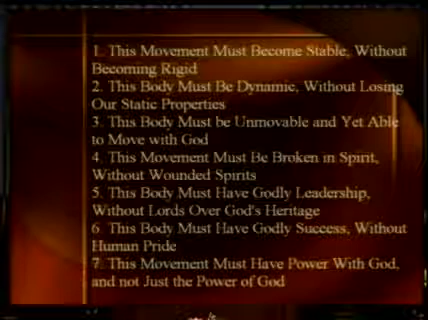 1. This Movement Must Become Stable, Without
Becoming Rigid
2. This Body Must Be Dynamic, Without Losing
Our Static Properties
3. This Body Must be Unmovable and Yet Able
to Move with God
4. This Movement Must Be Broken in Spirit,
Without Wounded Spirits
5. This Body Must Have Godly Leadership,
Without Lords Over God's Heritage
6. This Body Must Have Godly Success, Without
Human Pride
7. This Movement Must Have Power With God,
and not Just the Power of God